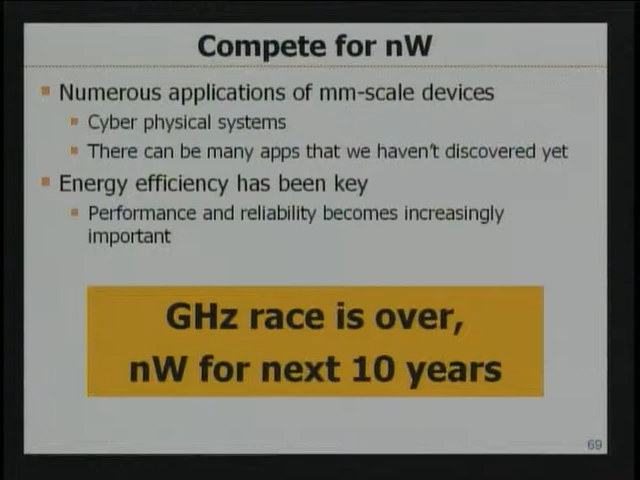 Compete for nW
Numerous applications of mm-scale devices
Cyber physical systems
There can be many apps that we haven't discovered yet
Energy efficiency has been key
Performance and reliability becomes increasingly
important
GHz race is over,
nW for next 10 years
69